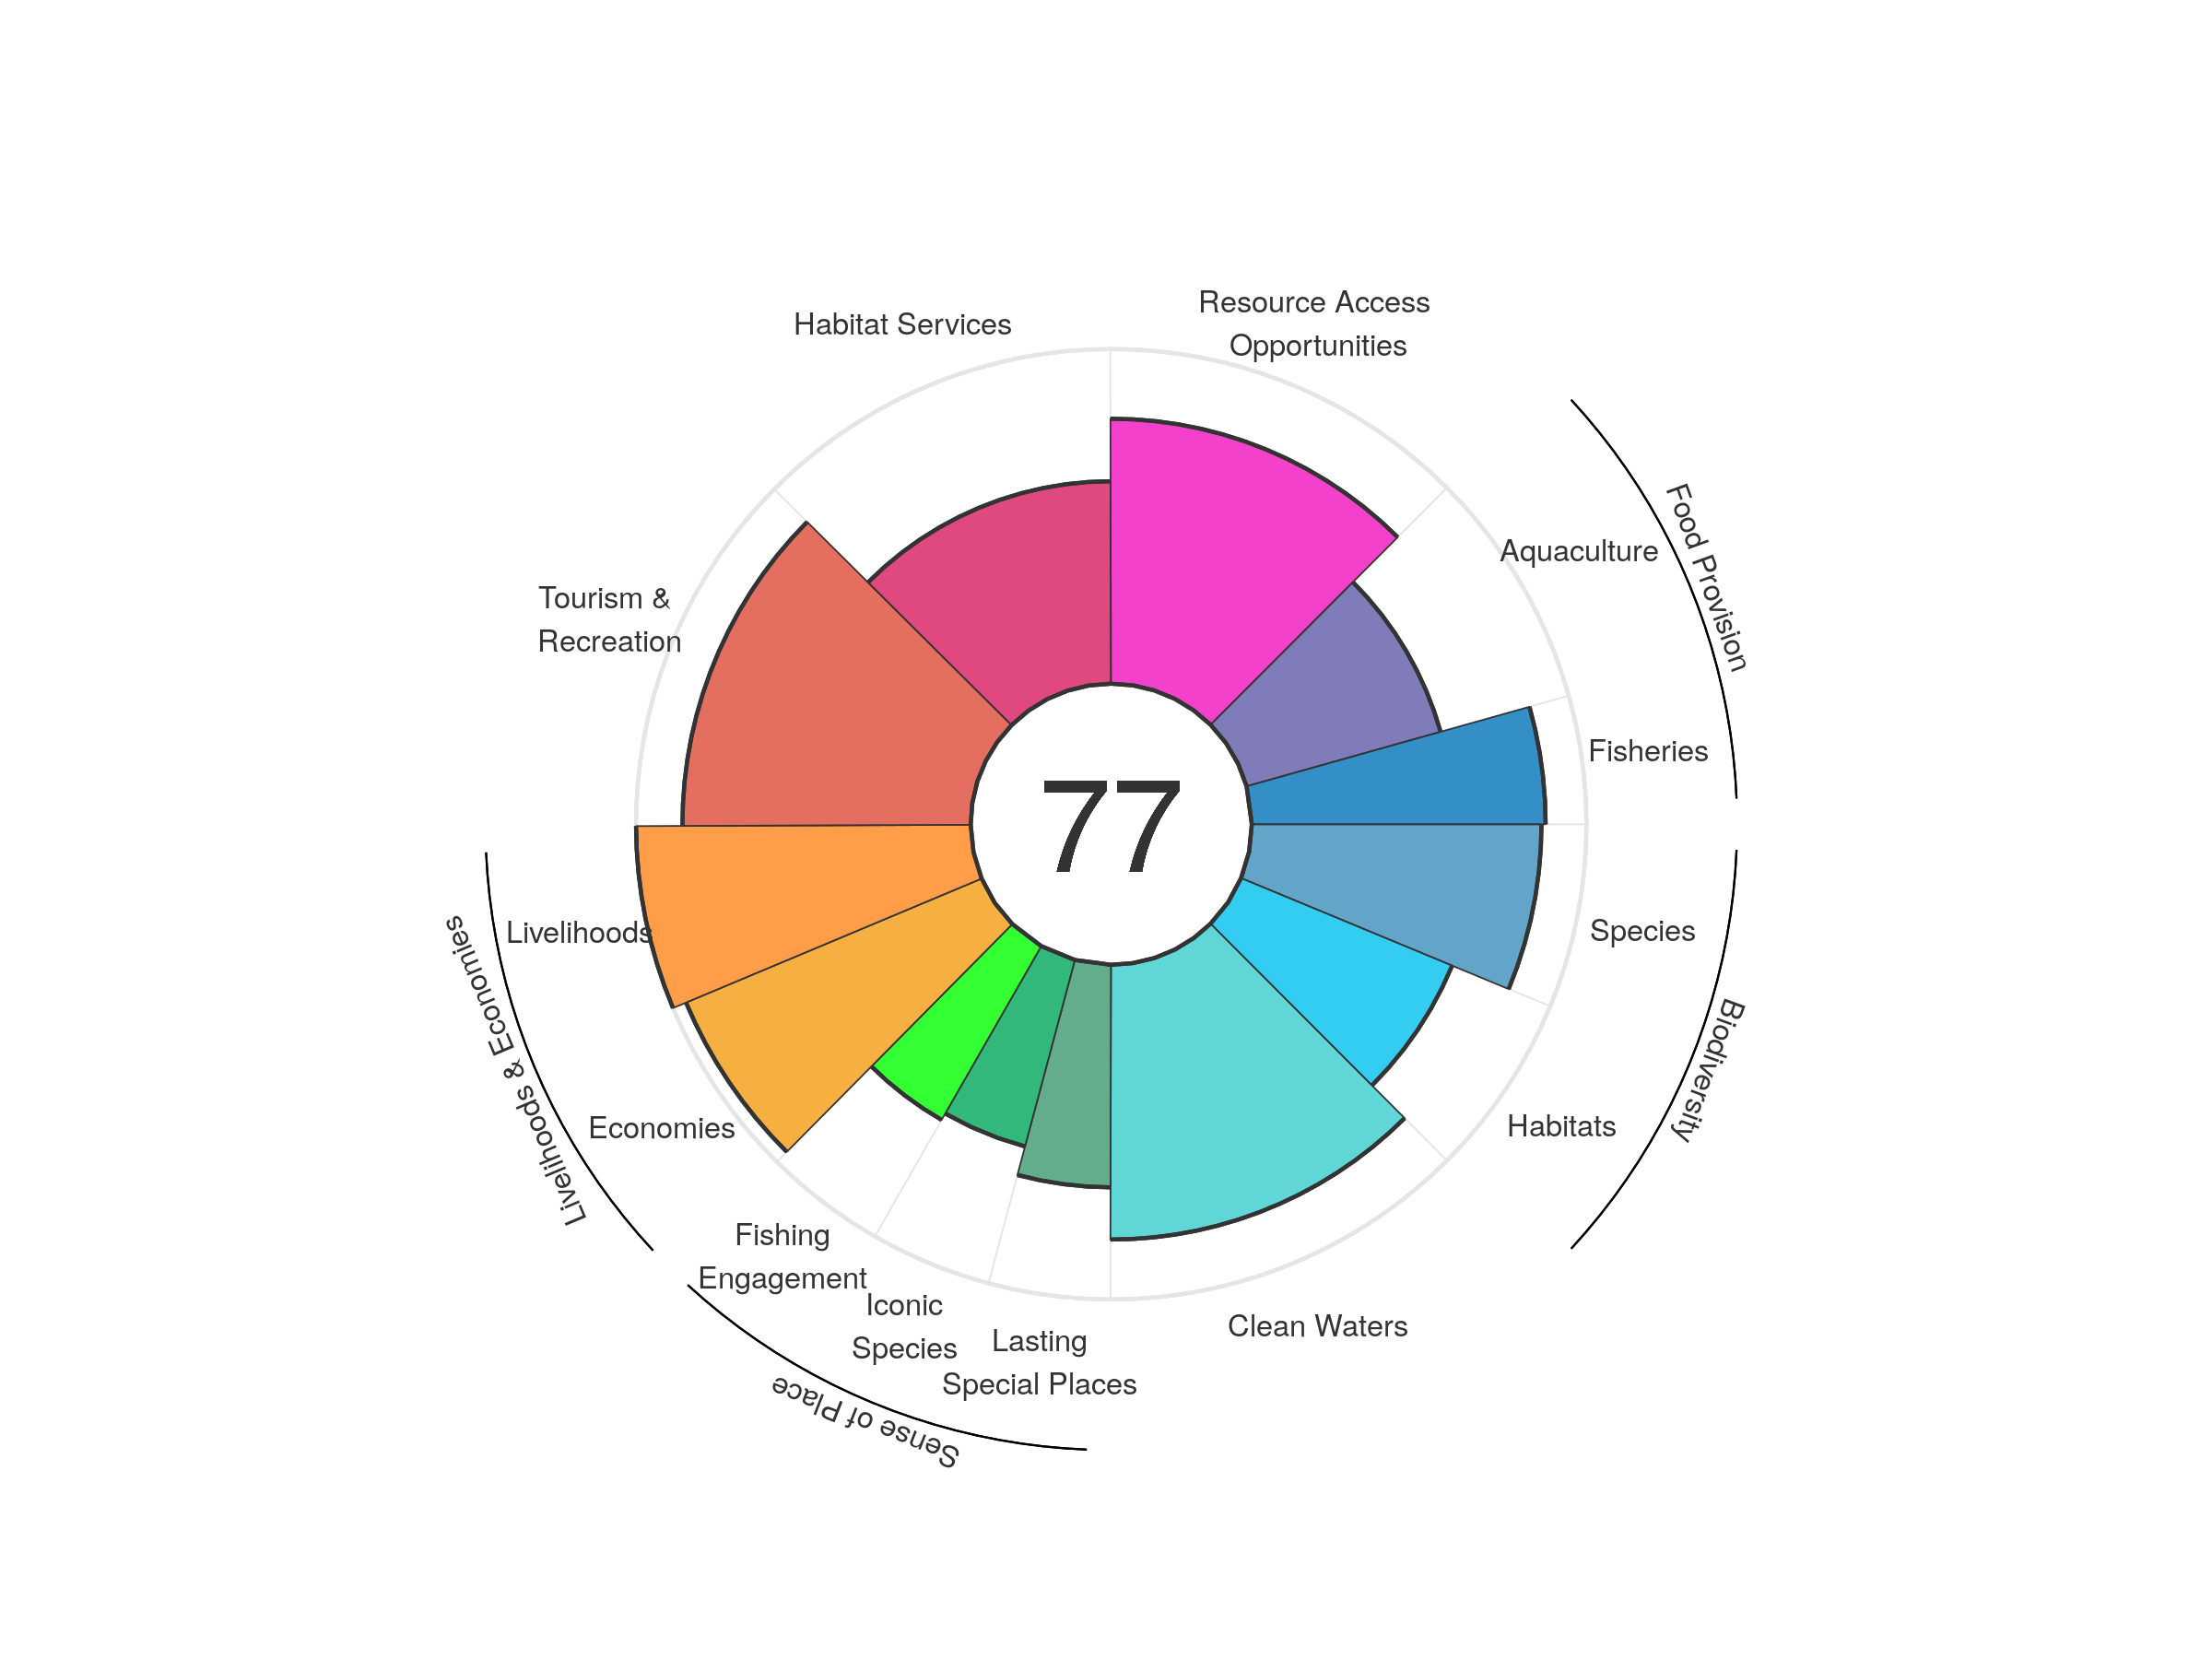 Resource Access
Opportunities
Habitat Services
Aquaculture
Food Provision
Tourism &
Recreation
Fisheries
77
Species
Livelihoods
Livelihoods & Economies
Biodiversity
Habitats
Economies
Fishing
Engagement
Iconic
Species
Lasting
Special Places
Clean Waters
Sense of Place